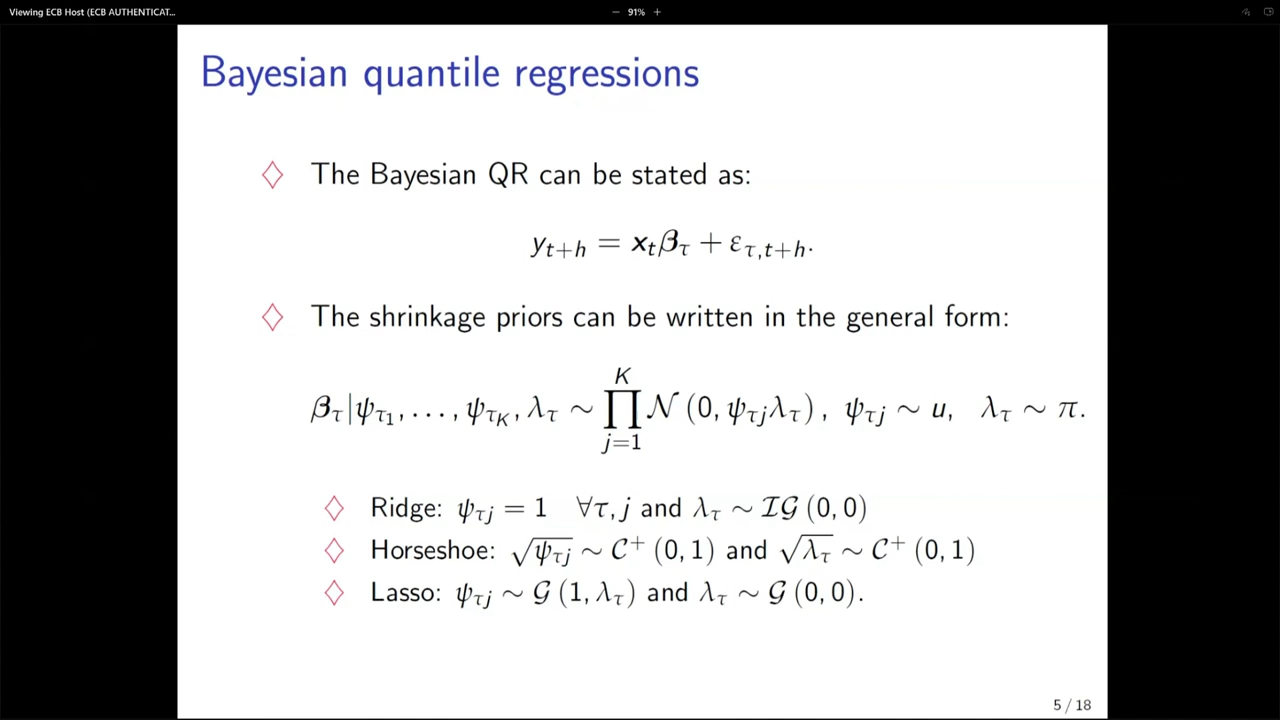 Viewing ECB Host (ECB AUTHENTICAT...
− 91% +
Bayesian quantile regressions
♢ The Bayesian QR can be stated as:
y_{t+h} = x_t β_τ + ε_{τ,t+h}.
♢ The shrinkage priors can be written in the general form:
β_τ|ψ_{τ_1}, . . . , ψ_{τ_K}, λ_τ ∼ ∏_{j=1}^{K} 𝒩 (0, ψ_{τj}λ_τ) , ψ_{τj} ∼ u, λ_τ ∼ π.
♢ Ridge: ψ_{τj} = 1 ∀τ, j and λ_τ ∼ ℐ𝒢 (0, 0)
♢ Horseshoe: √ψ_{τj} ∼ 𝒞⁺ (0, 1) and √λ_τ ∼ 𝒞⁺ (0, 1)
♢ Lasso: ψ_{τj} ∼ 𝒢 (1, λ_τ) and λ_τ ∼ 𝒢 (0, 0).
5 / 18